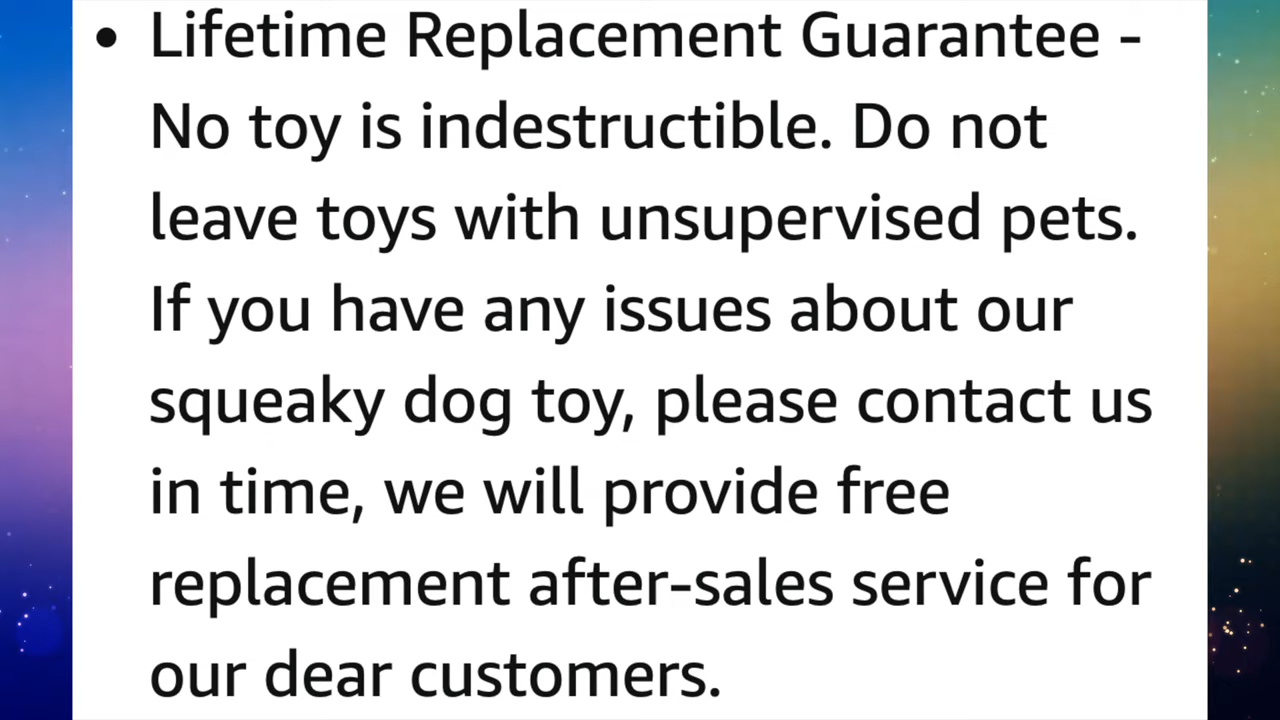 • Lifetime Replacement Guarantee -
No toy is indestructible. Do not
leave toys with unsupervised pets.
If you have any issues about our
squeaky dog toy, please contact us
in time, we will provide free
replacement after-sales service for
our dear customers.